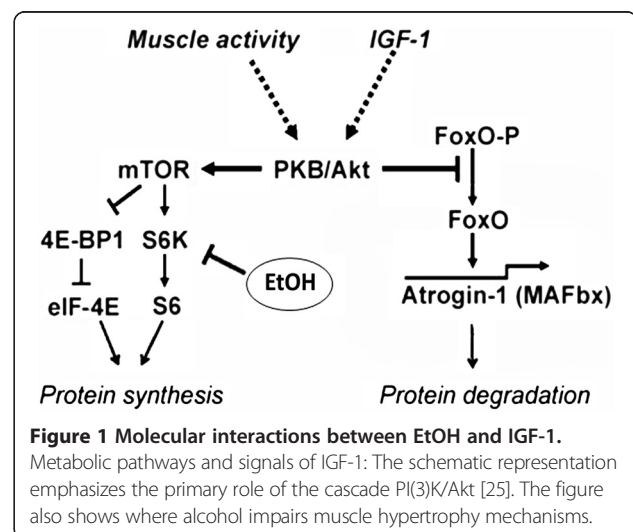 Muscle activity IGF-1
FoxO-P
mTOR PKB/Akt
FoxO
4E-BP1 S6K
EtOH
Atrogin-1 (MAFbx)
eIF-4E S6
Protein synthesis Protein degradation
Figure 1 Molecular interactions between EtOH and IGF-1.
Metabolic pathways and signals of IGF-1: The schematic representation
emphasizes the primary role of the cascade PI(3)K/Akt [25]. The figure
also shows where alcohol impairs muscle hypertrophy mechanisms.